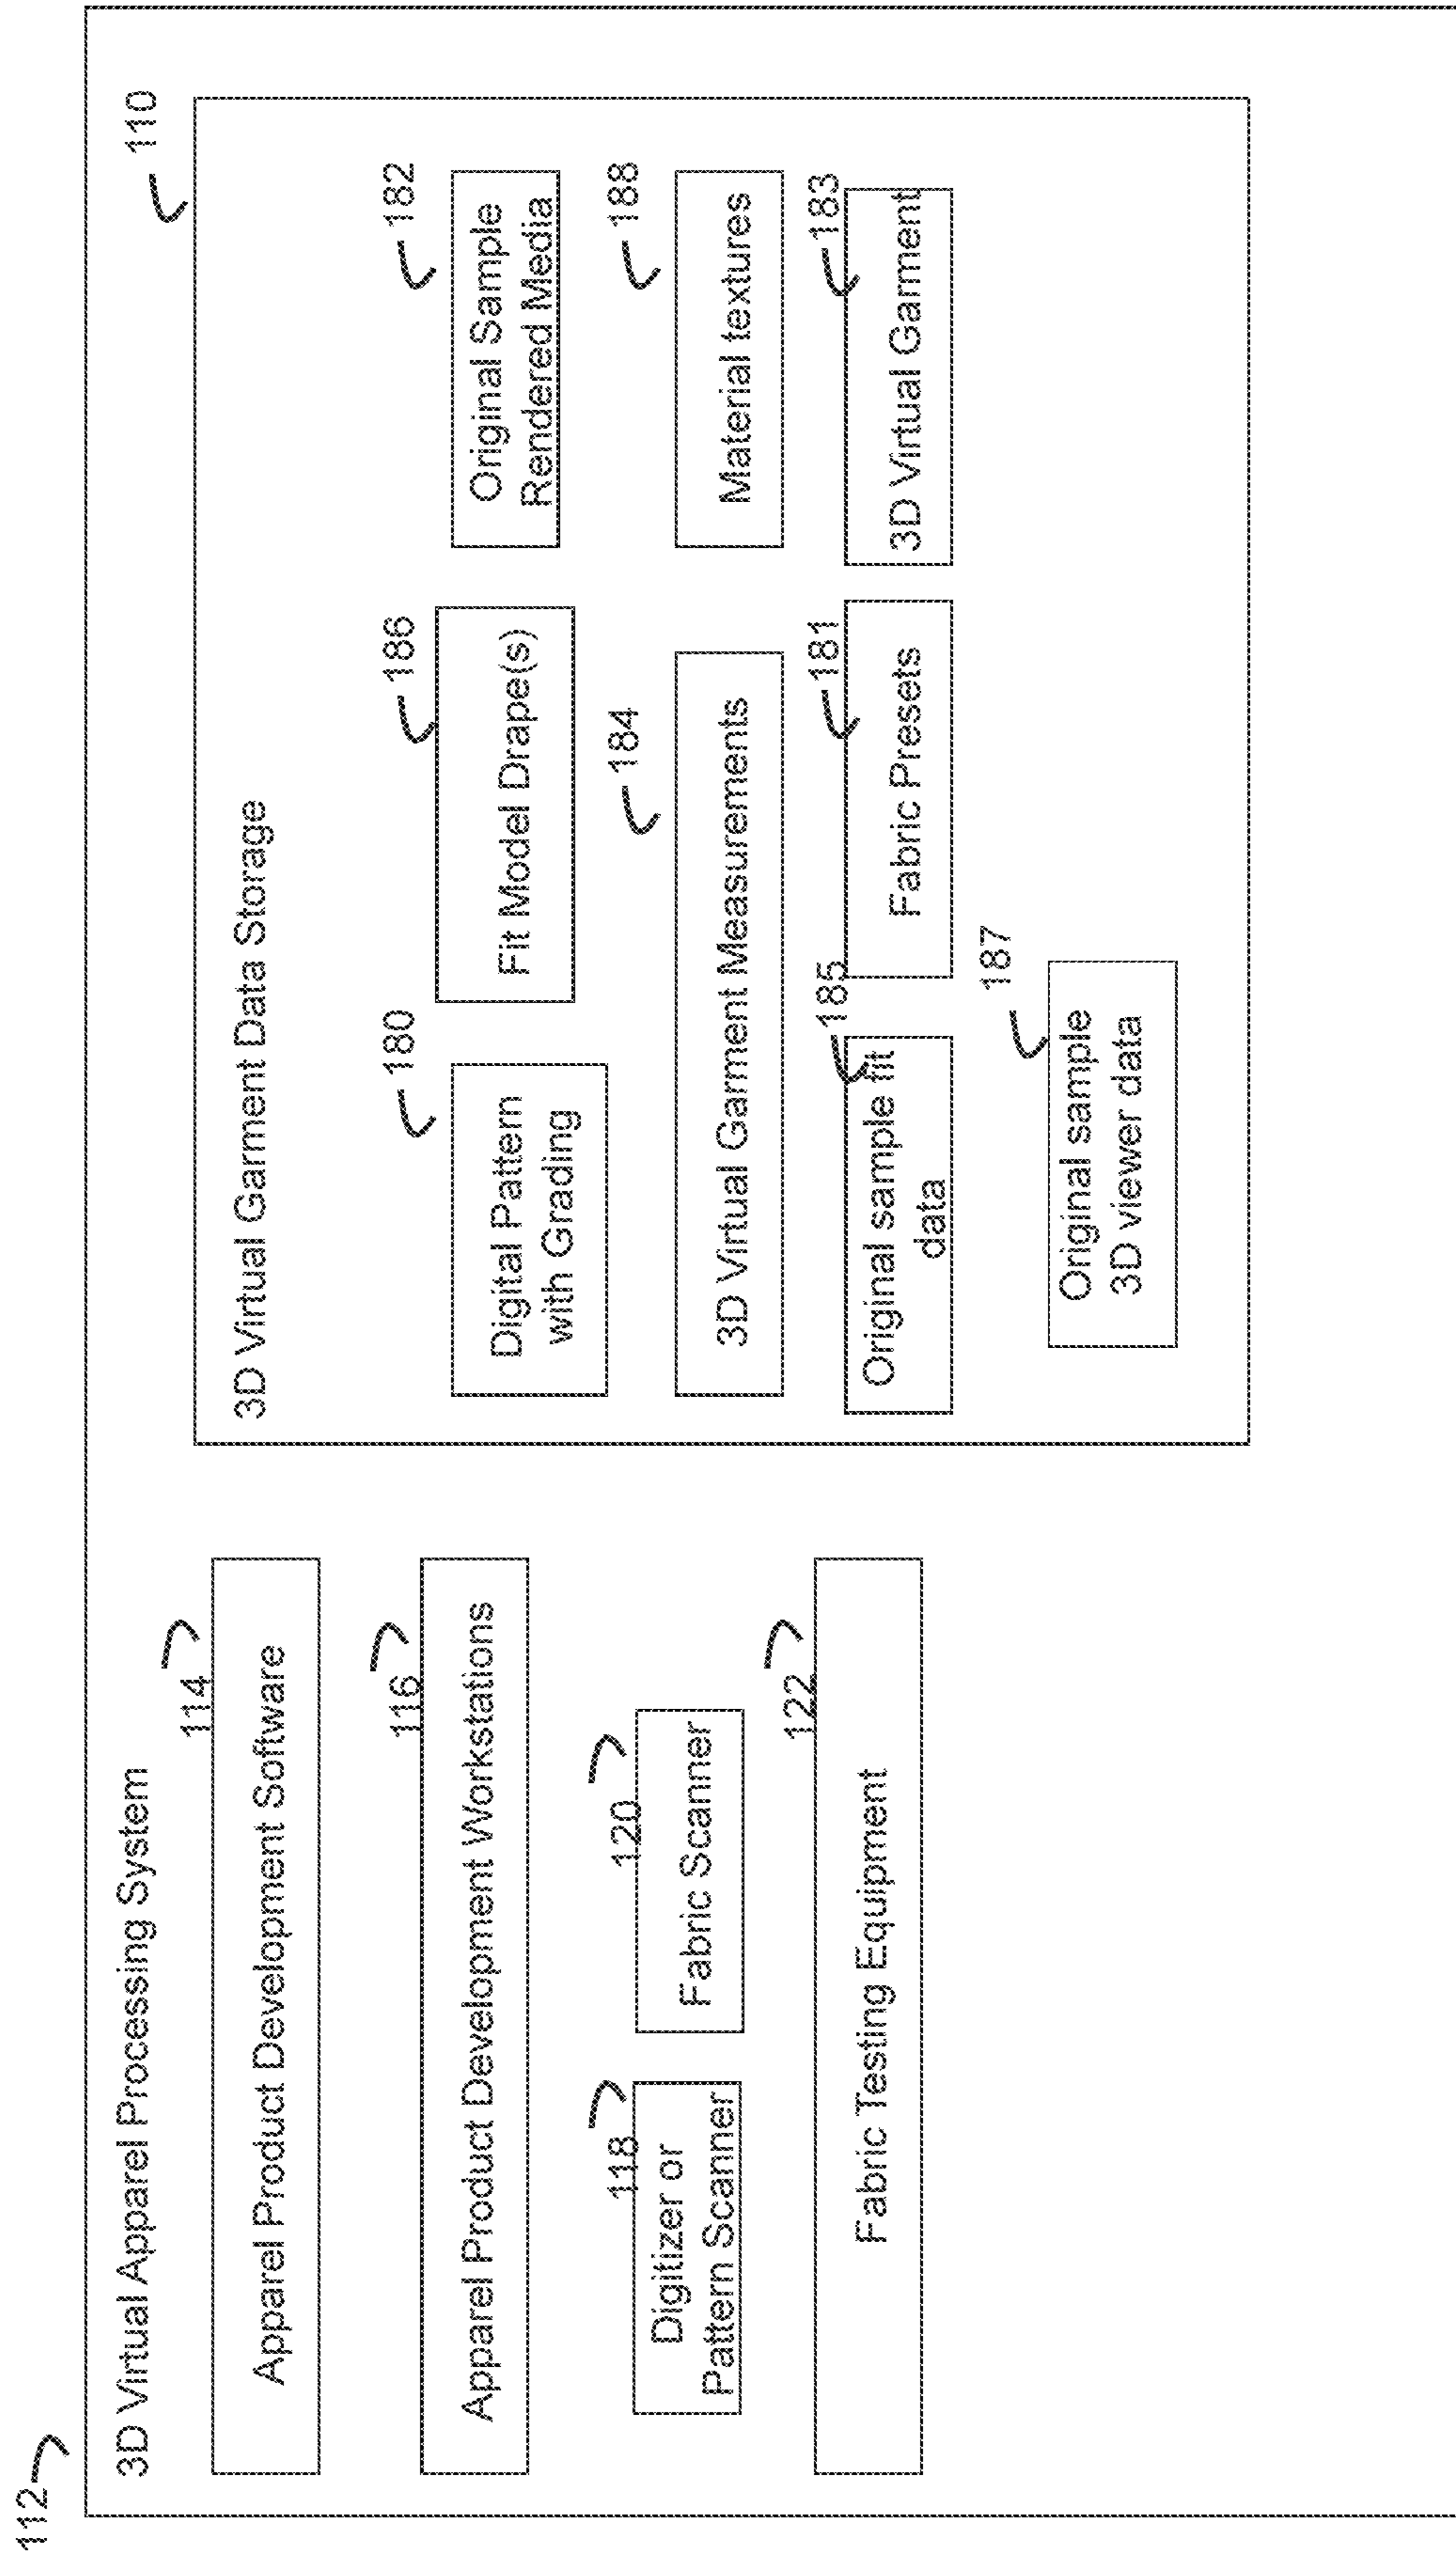 112
3D Virtual Apparel Processing System
114
Apparel Product Development Software
116
Apparel Product Development Workstations
118
Digitizer or
Pattern Scanner
120
Fabric Scanner
122
Fabric Testing Equipment
110
3D Virtual Garment Data Storage
180
Digital Pattern
with Grading
186
Fit Model Drape(s)
182
Original Sample
Rendered Media
184
3D Virtual Garment Measurements
188
Material textures
185
Original sample fit
data
181
Fabric Presets
183
3D Virtual Garment
187
Original sample
3D viewer data